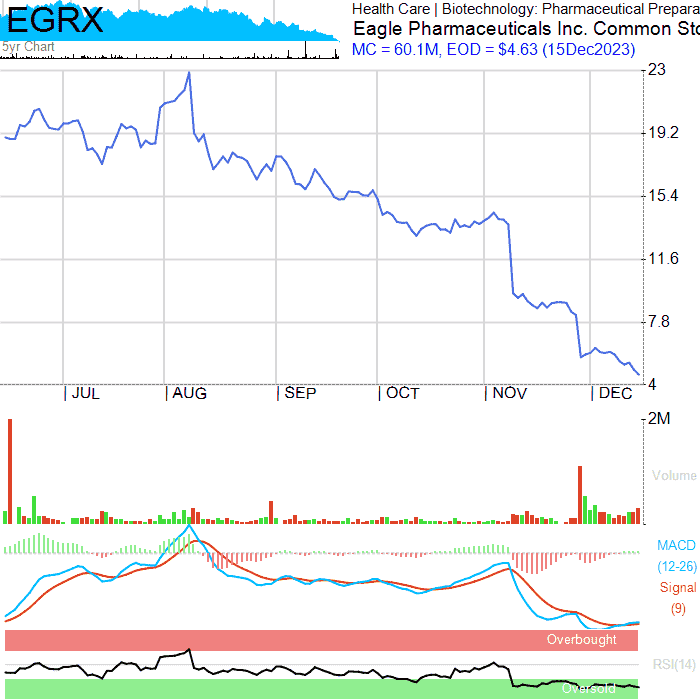 EGRX
5yr Chart
Health Care | Biotechnology: Pharmaceutical Prepara
Eagle Pharmaceuticals Inc. Common Sto
MC = 60.1M, EOD = $4.63 (15Dec2023)
23
19.2
15.4
11.6
7.8
4
JUL AUG SEP OCT NOV DEC
2M
Volume
MACD
(12-26)
Signal
(9)
Overbought
RSI(14)
Oversold